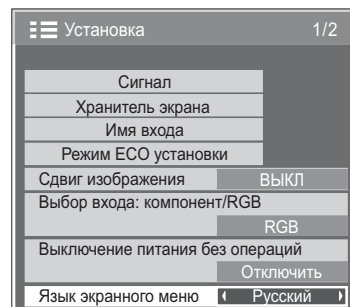 Установка 1/2
Сигнал
Хранитель экрана
Имя входа
Режим ECO установки
Сдвиг изображения ВЫКЛ
Выбор входа: компонент/RGB
RGB
Выключение питания без операций
Отключить
Язык экранного меню Русский